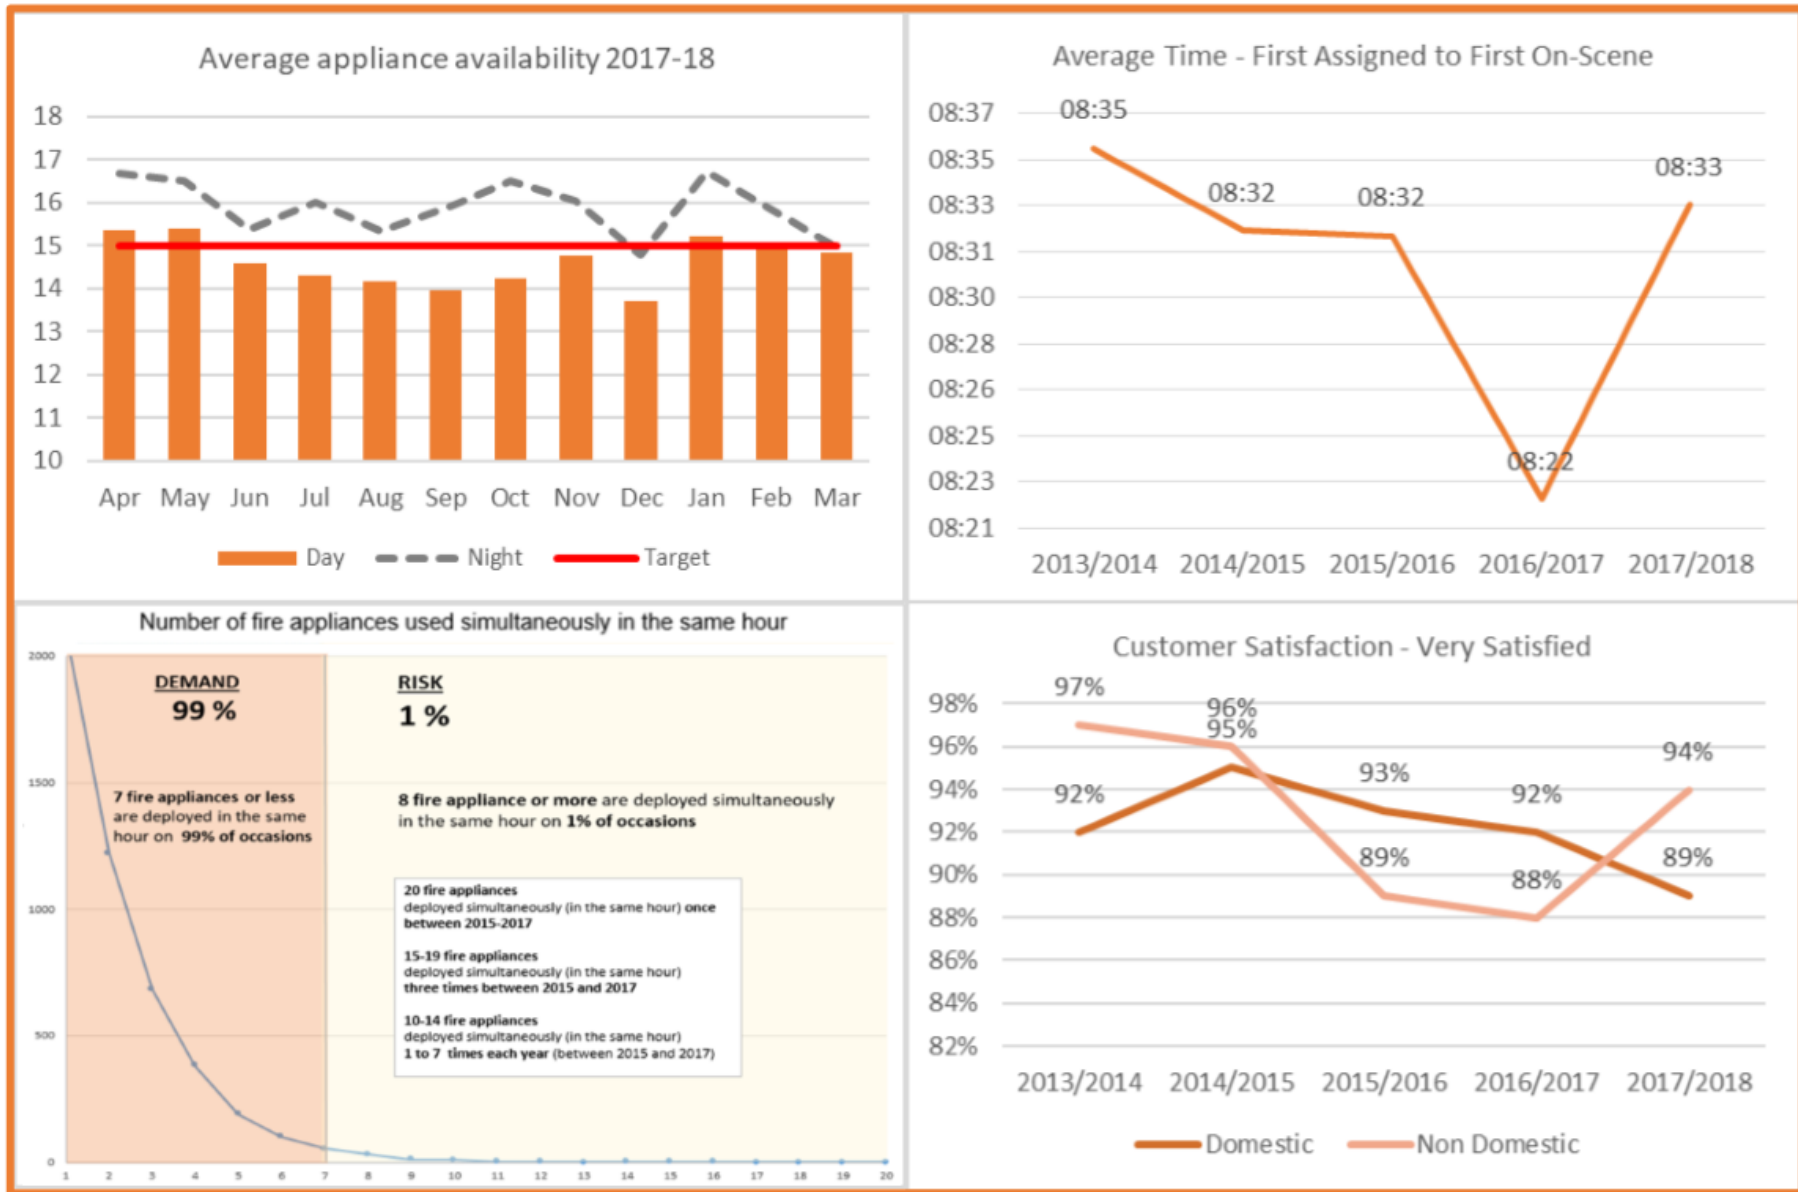 Average appliance availability 2017-18
18
17
16
15
14
13
12
11
10
Apr May Jun Jul Aug Sep Oct Nov Dec Jan Feb Mar
Day Night Target
Average Time - First Assigned to First On-Scene
08:37
08:35
08:33
08:31
08:30
08:28
08:26
08:25
08:23
08:21
08:35
08:32
08:32
08:22
08:33
2013/2014 2014/2015 2015/2016 2016/2017 2017/2018
Number of fire appliances used simultaneously in the same hour
2000
1500
1000
500
0
DEMAND
99 %
7 fire appliances or less
are deployed in the same
hour on 99% of occasions
RISK
1 %
8 fire appliance or more are deployed simultaneously
in the same hour on 1% of occasions
20 fire appliances
deployed simultaneously (in the same hour) once
between 2015-2017
15-19 fire appliances
deployed simultaneously (in the same hour)
three times between 2015 and 2017
10-14 fire appliances
deployed simultaneously (in the same hour)
1 to 7 times each year (between 2015 and 2017)
1 2 3 4 5 6 7 8 9 10 11 12 13 14 15 16 17 18 19 20
Customer Satisfaction - Very Satisfied
98%
96%
94%
92%
90%
88%
86%
84%
82%
97%
96%
95%
94%
93%
92%
92%
89%
88%
89%
2013/2014 2014/2015 2015/2016 2016/2017 2017/2018
Domestic Non Domestic